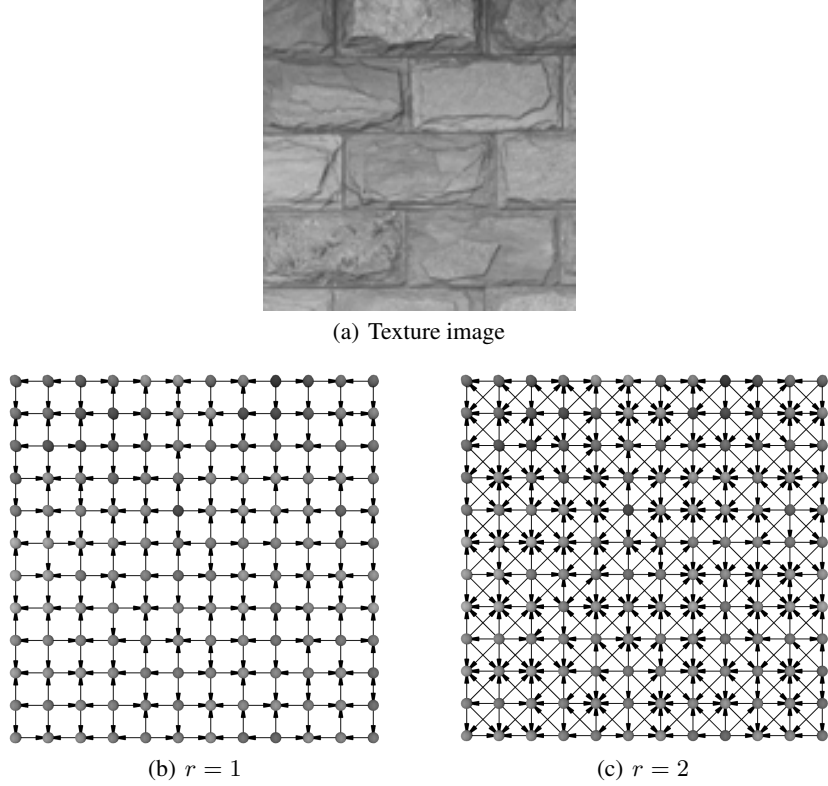 (a) Texture image
(b) r = 1
(c) r = 2